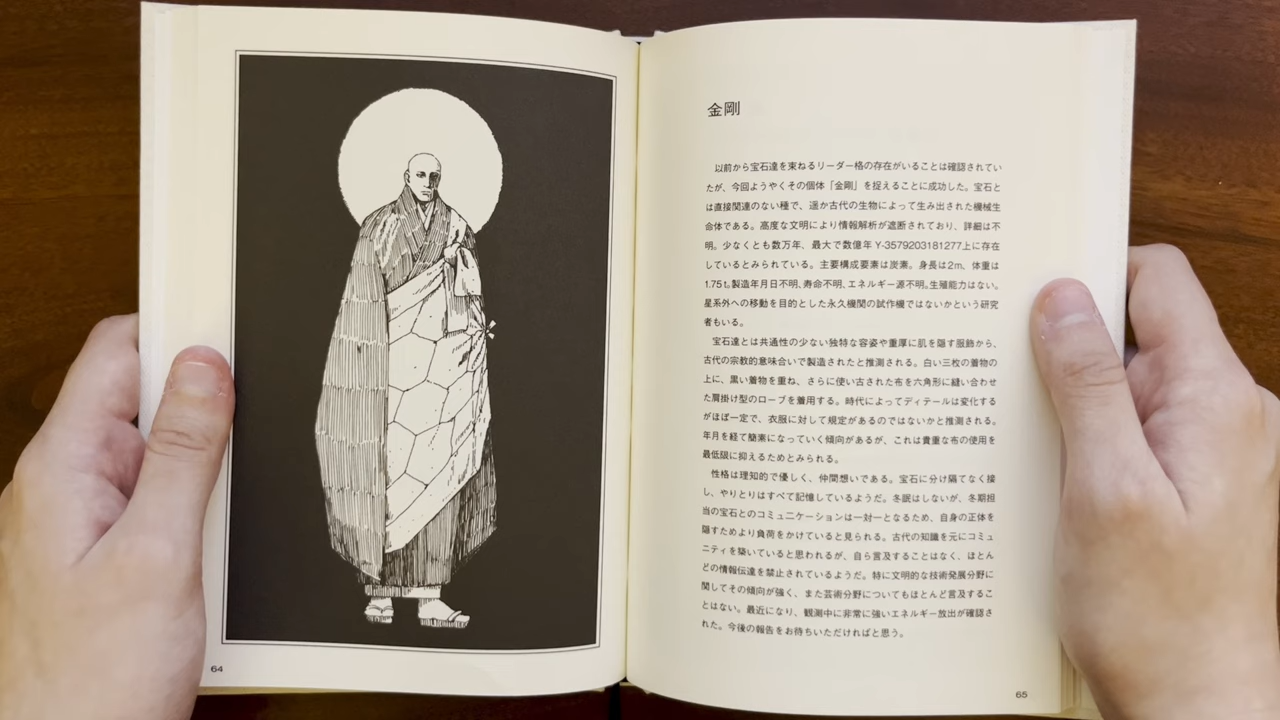 金剛
以前から宝石達を束ねるリーダー格の存在がいることは確認されてい
たが、今回ようやくその個体「金剛」を捉えることに成功した。宝石と
は直接関連のない種で、遥か古代の生物によって生み出された機械生
命体である。高度な文明により情報解析が遮断されており、詳細は不
明。少なくとも数万年、最大で数億年 Y-3579203181277上に存在
しているとみられている。主要構成要素は炭素。身長は2m、体重は
1.75t。製造年月日不明、寿命不明、エネルギー源不明。生殖能力はない。
星系外への移動を目的とした永久機関の試作機ではないかという研究
者もいる。
宝石達とは共通性の少ない独特な容姿や重厚に肌を隠す服飾から、
古代の宗教的意味合いで製造されたと推測される。白い三枚の着物の
上に、黒い着物を重ね、さらに使い古された布を六角形に縫い合わせ
た肩掛け型のローブを着用する。時代によってディテールは変化する
がほぼ一定で、衣服に対して規定があるのではないかと推測される。
年月を経て簡素になっていく傾向があるが、これは貴重な布の使用を
最低限に抑えるためとみられる。
性格は理知的で優しく、仲間想いである。宝石に分け隔てなく接
し、やりとりはすべて記憶しているようだ。冬眠はしないが、冬期担
当の宝石とのコミュニケーションは一対一となるため、自身の正体を
隠すためより負荷をかけていると見られる。古代の知識を元にコミュ
ニティを築いていると思われるが、自ら言及することはなく、ほとん
どの情報伝達を禁止されているようだ。特に文明的な技術発展分野に
関してその傾向が強く、また芸術分野についてもほとんど言及するこ
とはない。最近になり、観測中に非常に強いエネルギー放出が確認さ
れた。今後の報告をお待ちいただければと思う。
64
65